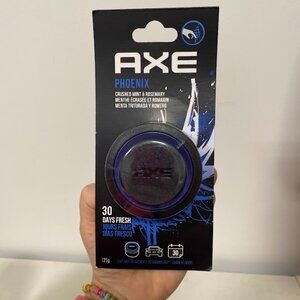 AXE
PHOENIX
CRUSHED MINT & ROSEMARY
MENTHE ÉCRASÉE ET ROMARIN
MENTA TRITURADA Y ROMERO
AXE
30
DAYS FRESH
JOURS FRAIS
DÍAS FRESCO
30
125g